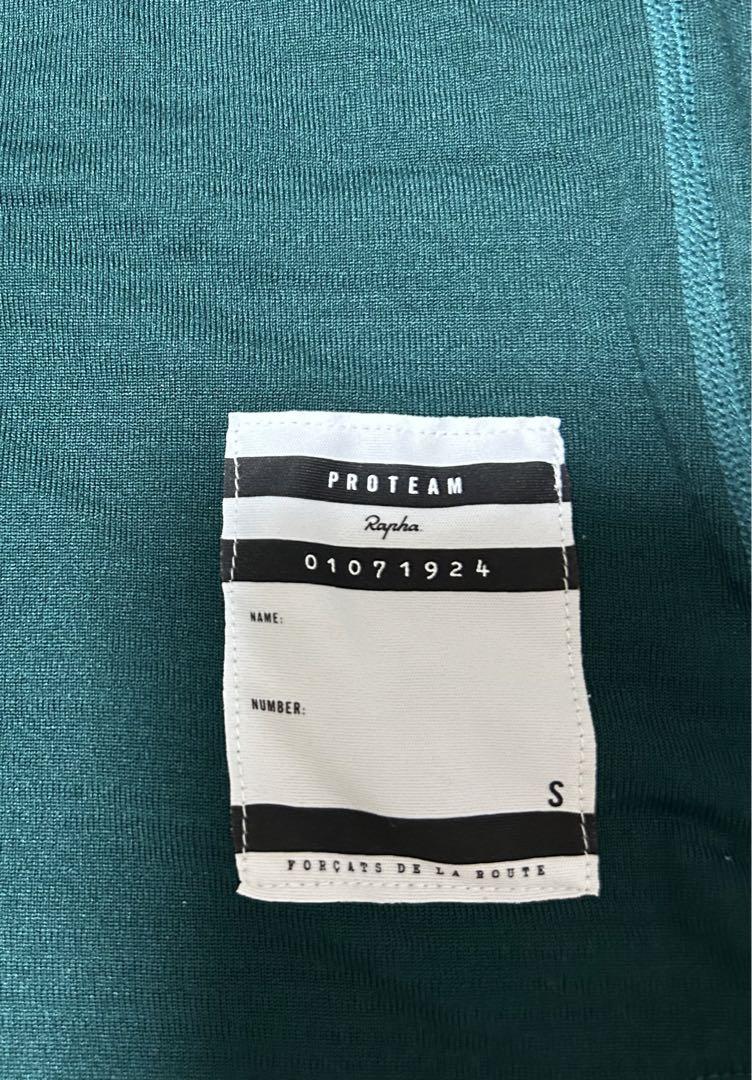 PROTEAM
Rapha
01071924
NAME:
NUMBER:
S
FORÇATS DE LA ROUTE